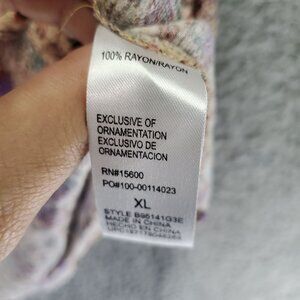 100% RAYON/RAYON
EXCLUSIVE OF
ORNAMENTATION
EXCLUSIVO DE
ORNAMENTACION
RN#15600
PO#100-00114023
XL
STYLE B95141G3E
MADE IN CHINA
HECHO EN CHINA